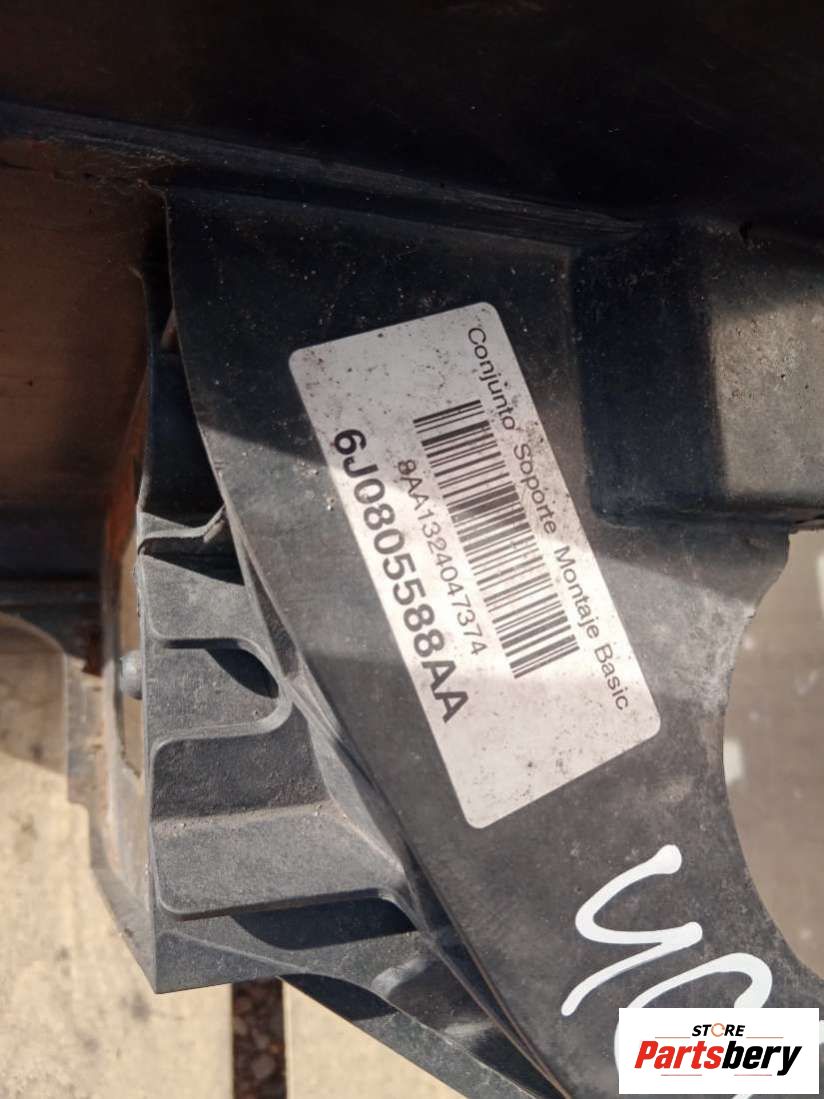 Conjunto Soporte Montaje Basic
8AA1324047374
6J0805588AA
STORE
Partsbery